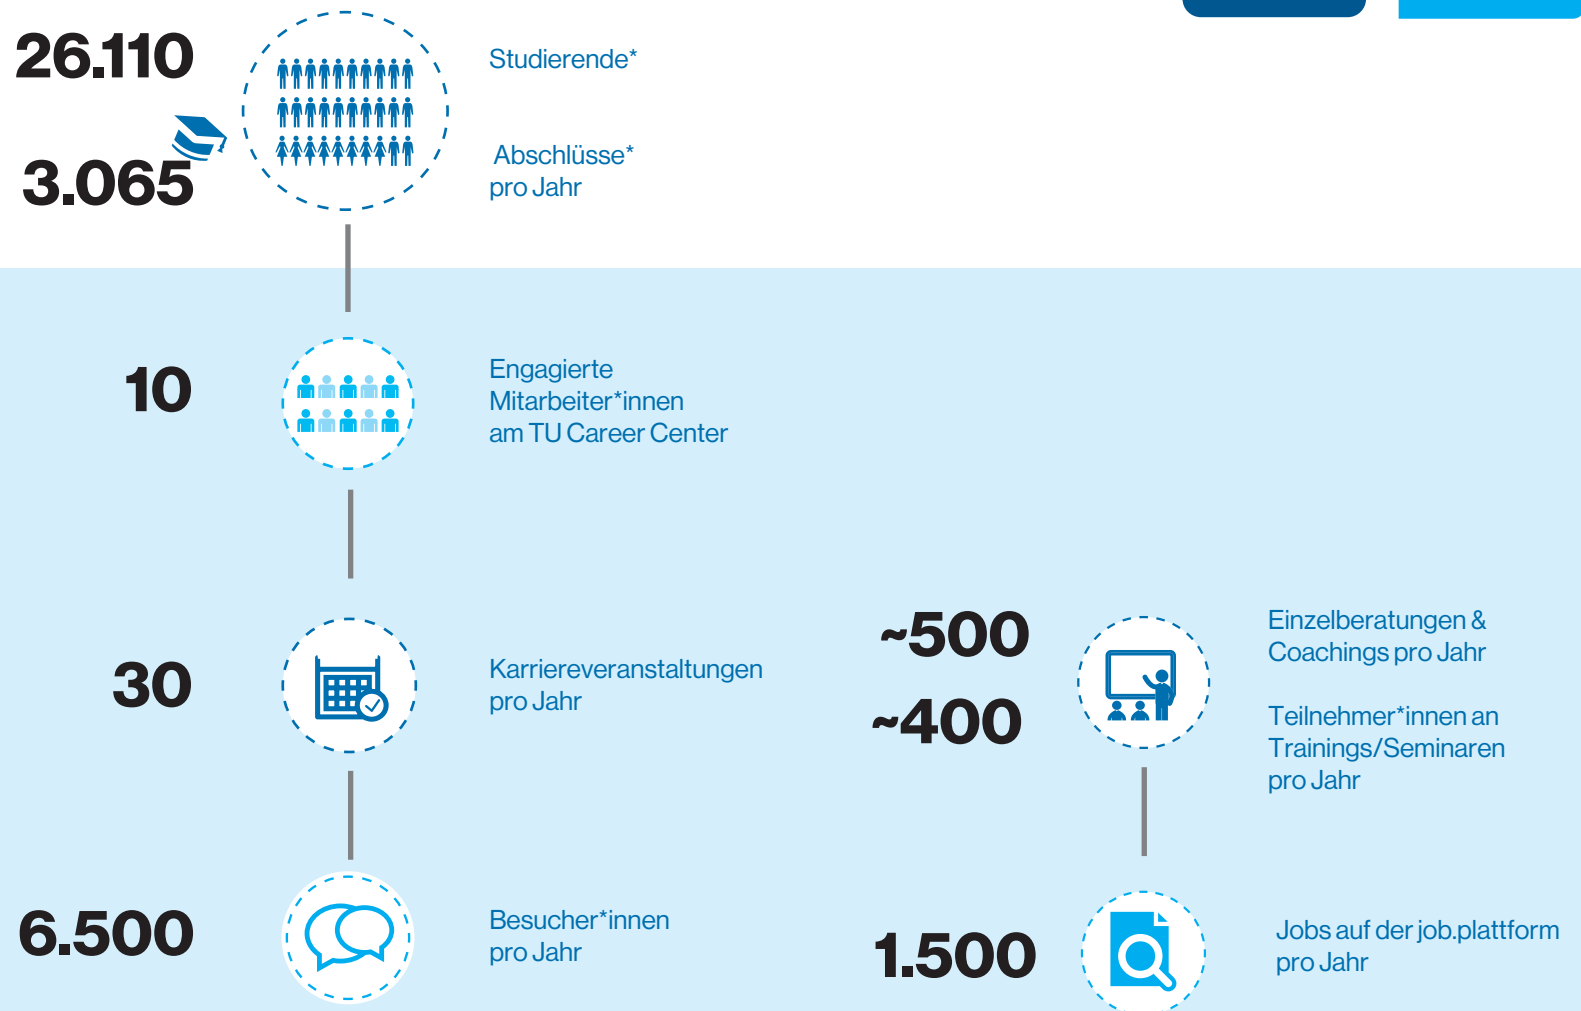 26.110
Studierende*
3.065
Abschlüsse*
pro Jahr
10
Engagierte
Mitarbeiter*innen
am TU Career Center
30
Karriereveranstaltungen
pro Jahr
6.500
Besucher*innen
pro Jahr
~500
Einzelberatungen &
Coachings pro Jahr
~400
Teilnehmer*innen an
Trainings/Seminaren
pro Jahr
1.500
Jobs auf der job.plattform
pro Jahr